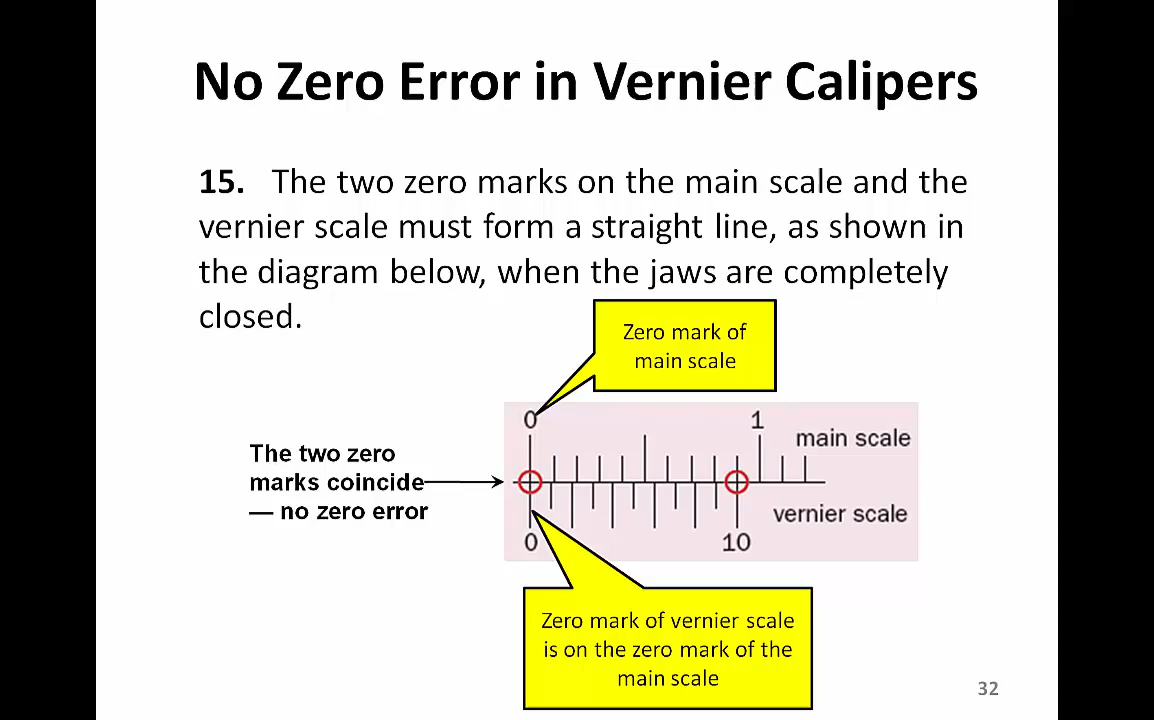 No Zero Error in Vernier Calipers
15. The two zero marks on the main scale and the
vernier scale must form a straight line, as shown in
the diagram below, when the jaws are completely
closed.
Zero mark of
main scale
0 1
main scale
The two zero
marks coincide
— no zero error
vernier scale
0 10
Zero mark of vernier scale
is on the zero mark of the
main scale
32